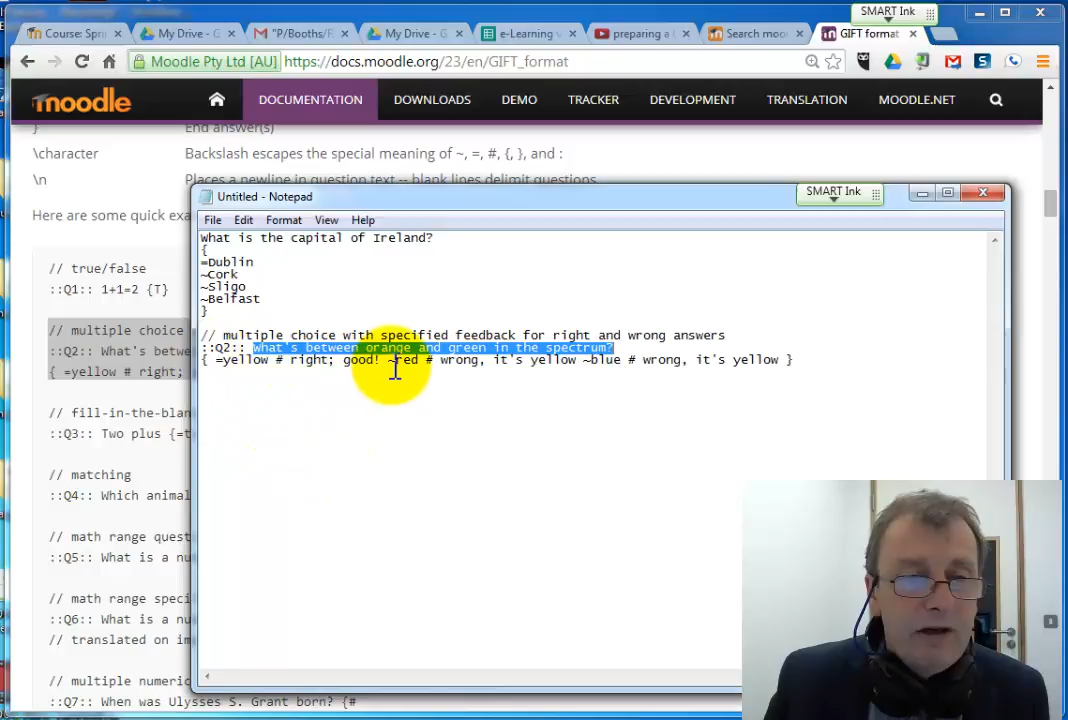 SMART Ink
Course: Spri
My Drive - G
"P/Booths/R
My Drive - G
e-Learning v
preparing a
Search moo
GIFT format
Moodle Pty Ltd [AU]
https://docs.moodle.org/23/en/GIFT_format
moodle
DOCUMENTATION
DOWNLOADS
DEMO
TRACKER
DEVELOPMENT
TRANSLATION
MOODLE.NET
} End answer(s)
\character Backslash escapes the special meaning of ~, =, #, {, }, and :
\n Places a newline in question text -- blank lines delimit questions.
Here are some quick exa
// true/false
::Q1: 1+1=2 {T}
// multiple choice
::Q2:: What's betwe
{ =yellow # right;
// fill-in-the-blan
::Q3:: Two plus {=t
// matching
::Q4:: Which animal
// math range quest
::Q5:: What is a nu
// math range speci
::Q6:: What is a nu
// translated on im
// multiple numeric
::Q7:: When was Ulysses S. Grant born? {#
Untitled - Notepad
SMART Ink
File Edit Format View Help
What is the capital of Ireland?
{
=Dublin
~Cork
~Sligo
~Belfast
}
// multiple choice with specified feedback for right and wrong answers
::Q2:: What's between orange and green in the spectrum?
{ =yellow # right; good! ~red # wrong, it's yellow ~blue # wrong, it's yellow }